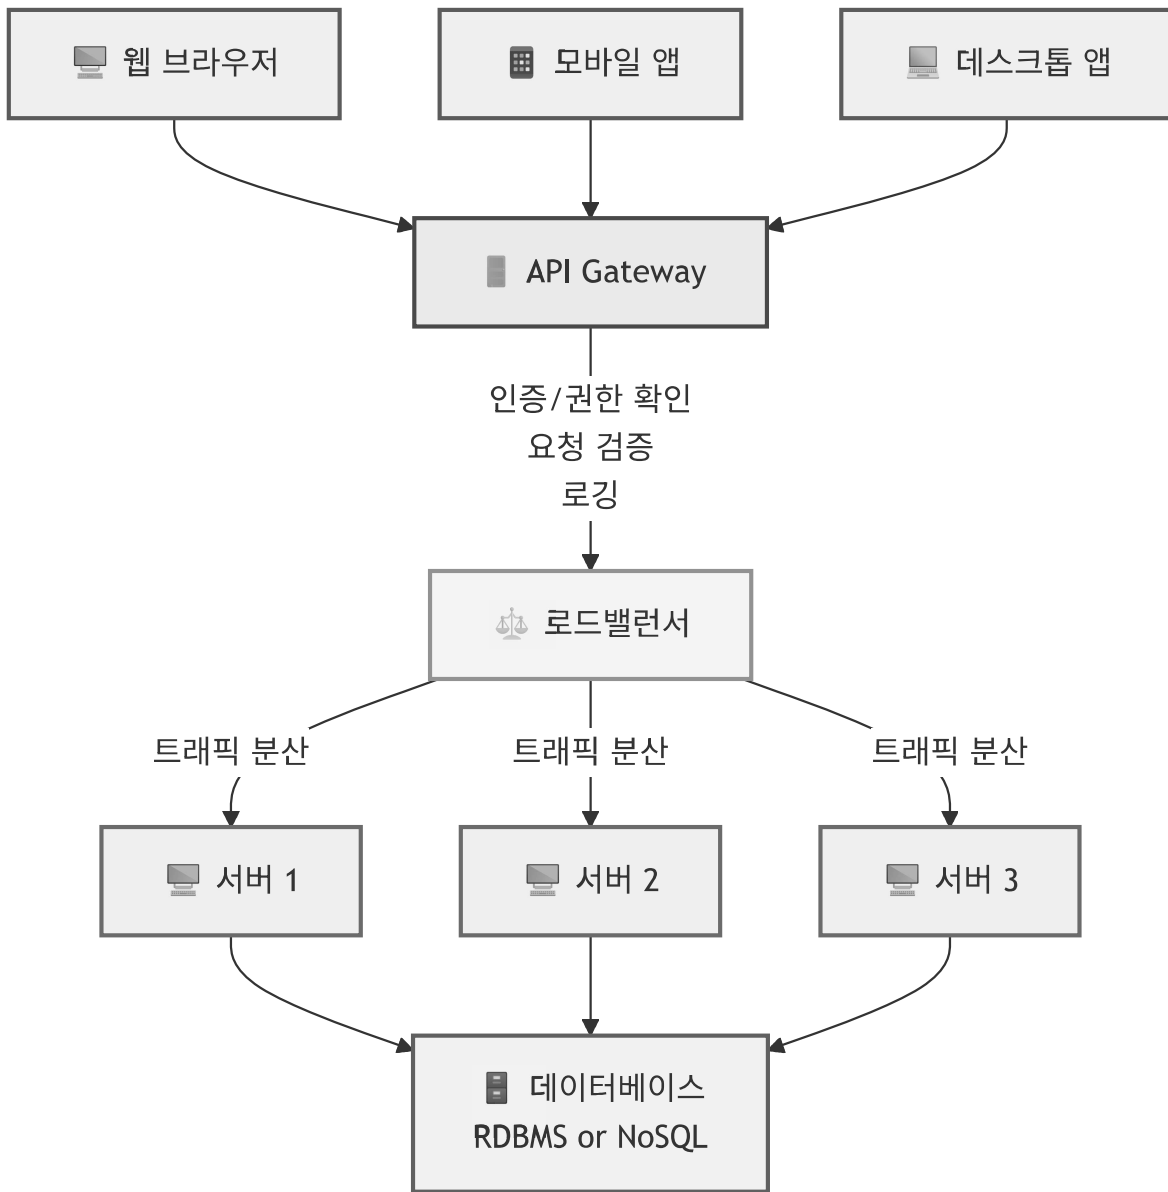 웹 브라우저
모바일 앱
데스크톱 앱
API Gateway
인증/권한 확인
요청 검증
로깅
로드밸런서
트래픽 분산
트래픽 분산
트래픽 분산
서버 1
서버 2
서버 3
데이터베이스
RDBMS or NoSQL